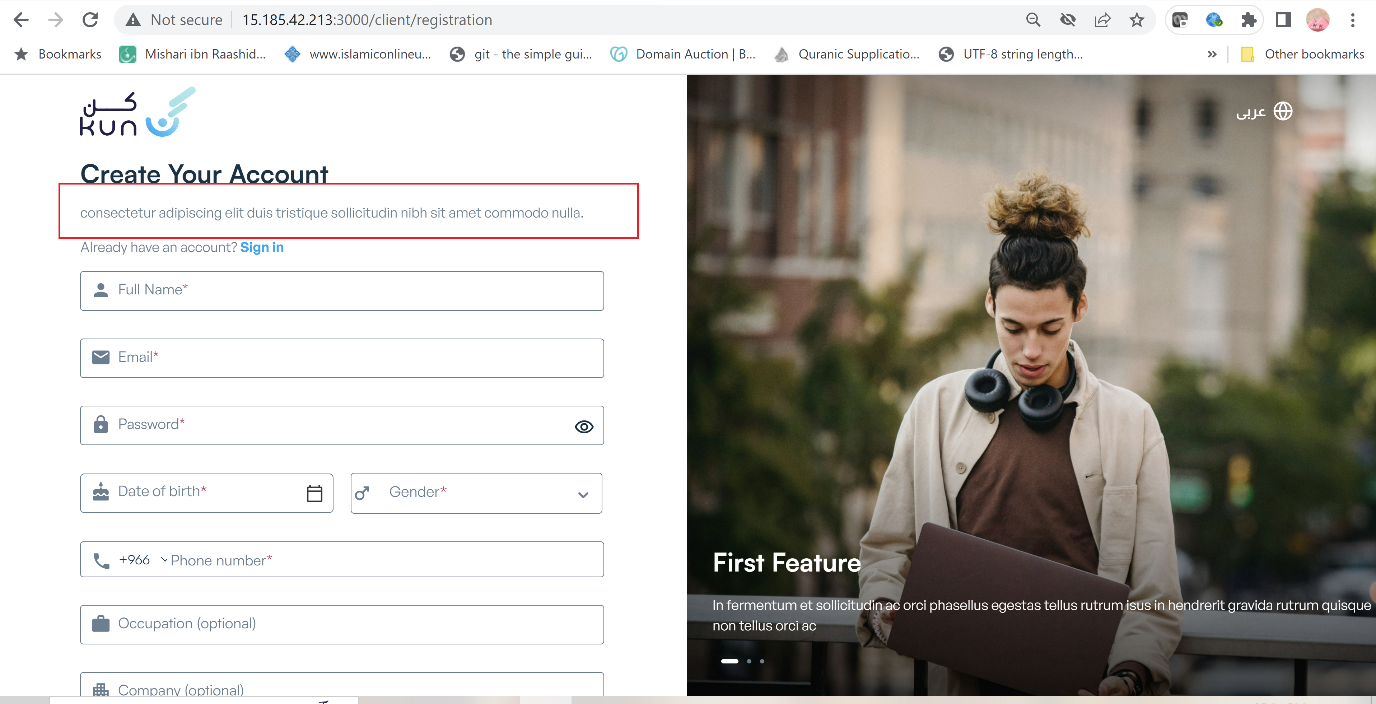 Not secure
15.185.42.213:3000/client/registration
Bookmarks
Mishari ibn Raashid...
www.islamiconlineu...
git - the simple gui...
Domain Auction | B...
Quranic Supplication...
UTF-8 string length...
»
Other bookmarks
كن
kun
عربى
Create Your Account
consectetur adipiscing elit duis tristique sollicitudin nibh sit amet commodo nulla.
Already have an account? Sign in
Full Name*
Email*
Password*
Date of birth*
Gender*
+966
Phone number*
Occupation (optional)
Company (optional)
First Feature
In fermentum et sollicitudin ac orci phasellus egestas tellus rutrum isus in hendrerit gravida rutrum quisque
non tellus orci ac